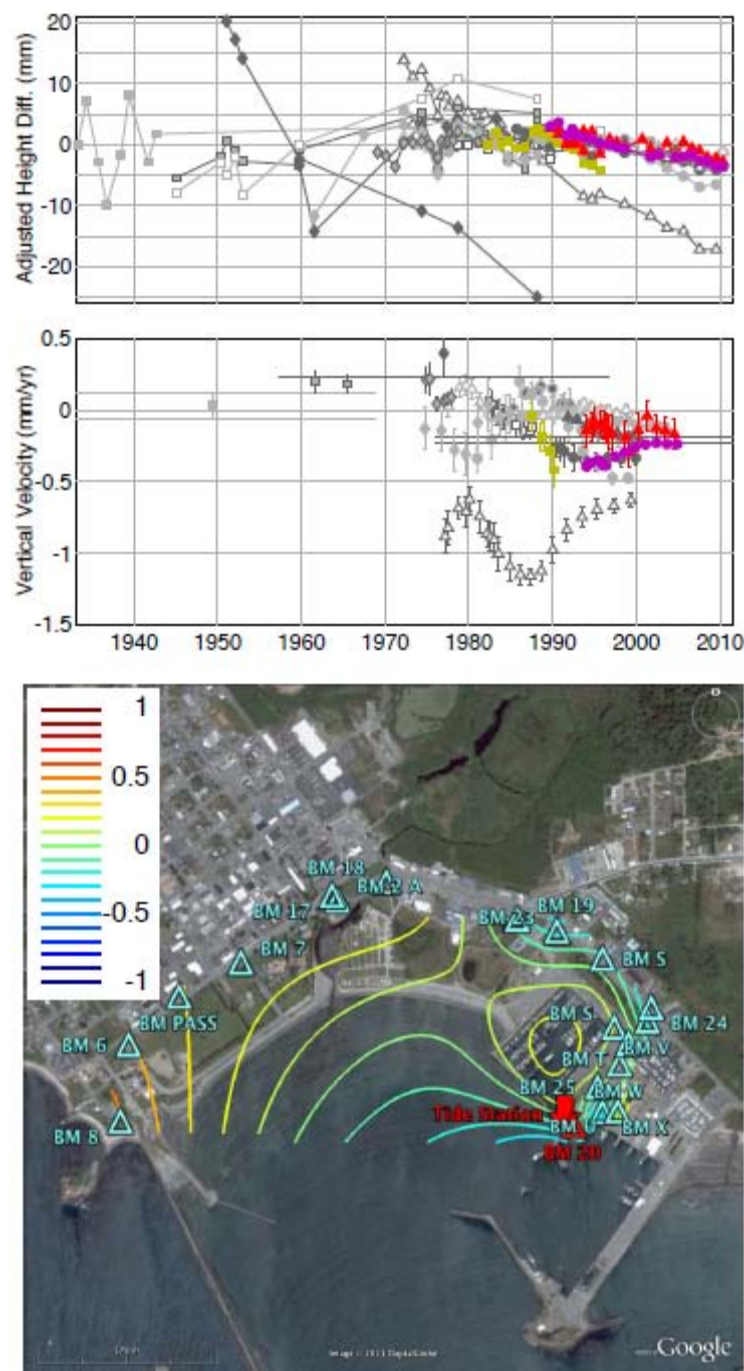 Adjusted Height Diff. (mm)
20
10
0
-10
-20
Vertical Velocity (mm/yr)
0.5
0
-0.5
-1
-1.5
1940 1950 1960 1970 1980 1990 2000 2010
1
0.5
0
-0.5
-1
BM 18
BM 2 A
BM 17
BM 23
BM 19
BM 7
BM S
BM PASS
BM 24
BM S
BM 6
BM V
BM T
BM 25
BM W
Tide Station
BM U
BM X
BM 8
BM 20
Google